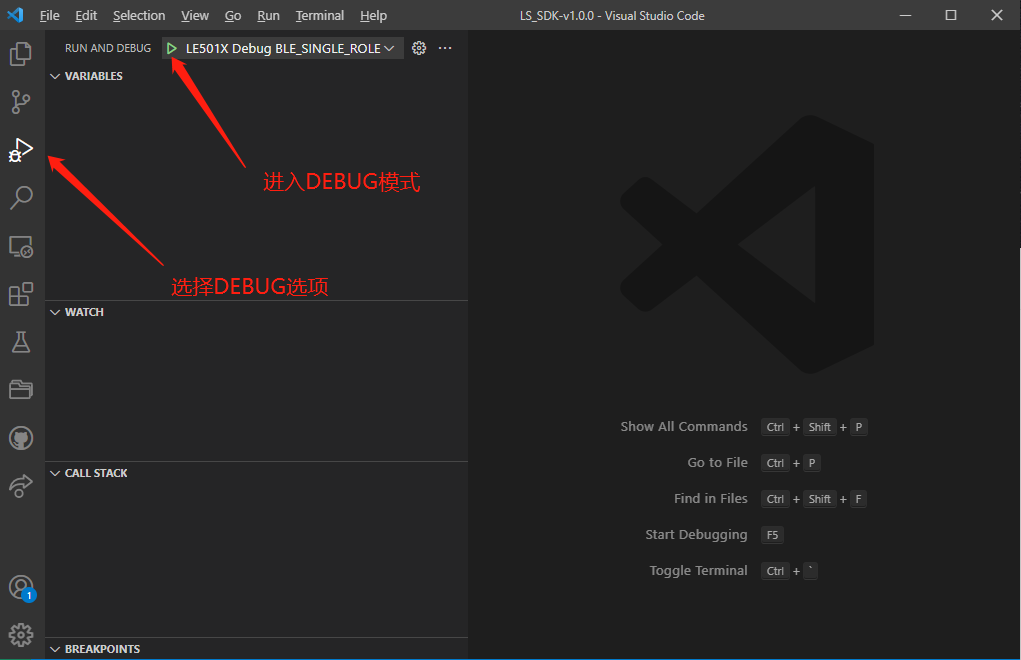 File Edit Selection View Go Run Terminal Help LS_SDK-v1.0.0 - Visual Studio Code
RUN AND DEBUG LE501X Debug BLE_SINGLE_ROLE
VARIABLES
进入DEBUG模式
选择DEBUG选项
WATCH
CALL STACK
BREAKPOINTS
Show All Commands Ctrl + Shift + P
Go to File Ctrl + P
Find in Files Ctrl + Shift + F
Start Debugging F5
Toggle Terminal Ctrl + `
1